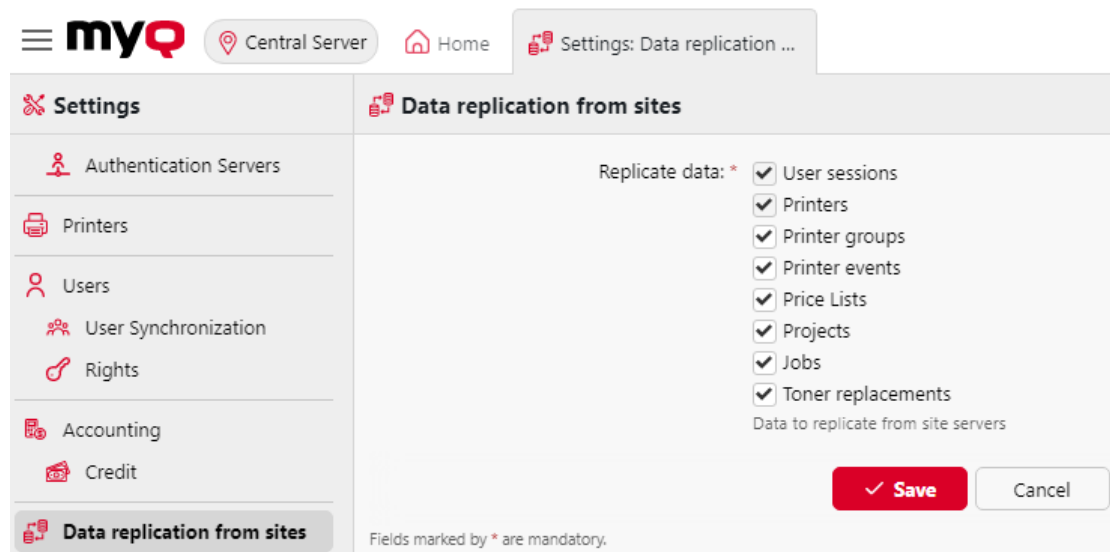 myQ Central Server Home Settings: Data replication ...
Settings
Authentication Servers
Printers
Users
User Synchronization
Rights
Accounting
Credit
Data replication from sites
Data replication from sites
Replicate data: * User sessions
Printers
Printer groups
Printer events
Price Lists
Projects
Jobs
Toner replacements
Data to replicate from site servers
Save Cancel
Fields marked by * are mandatory.